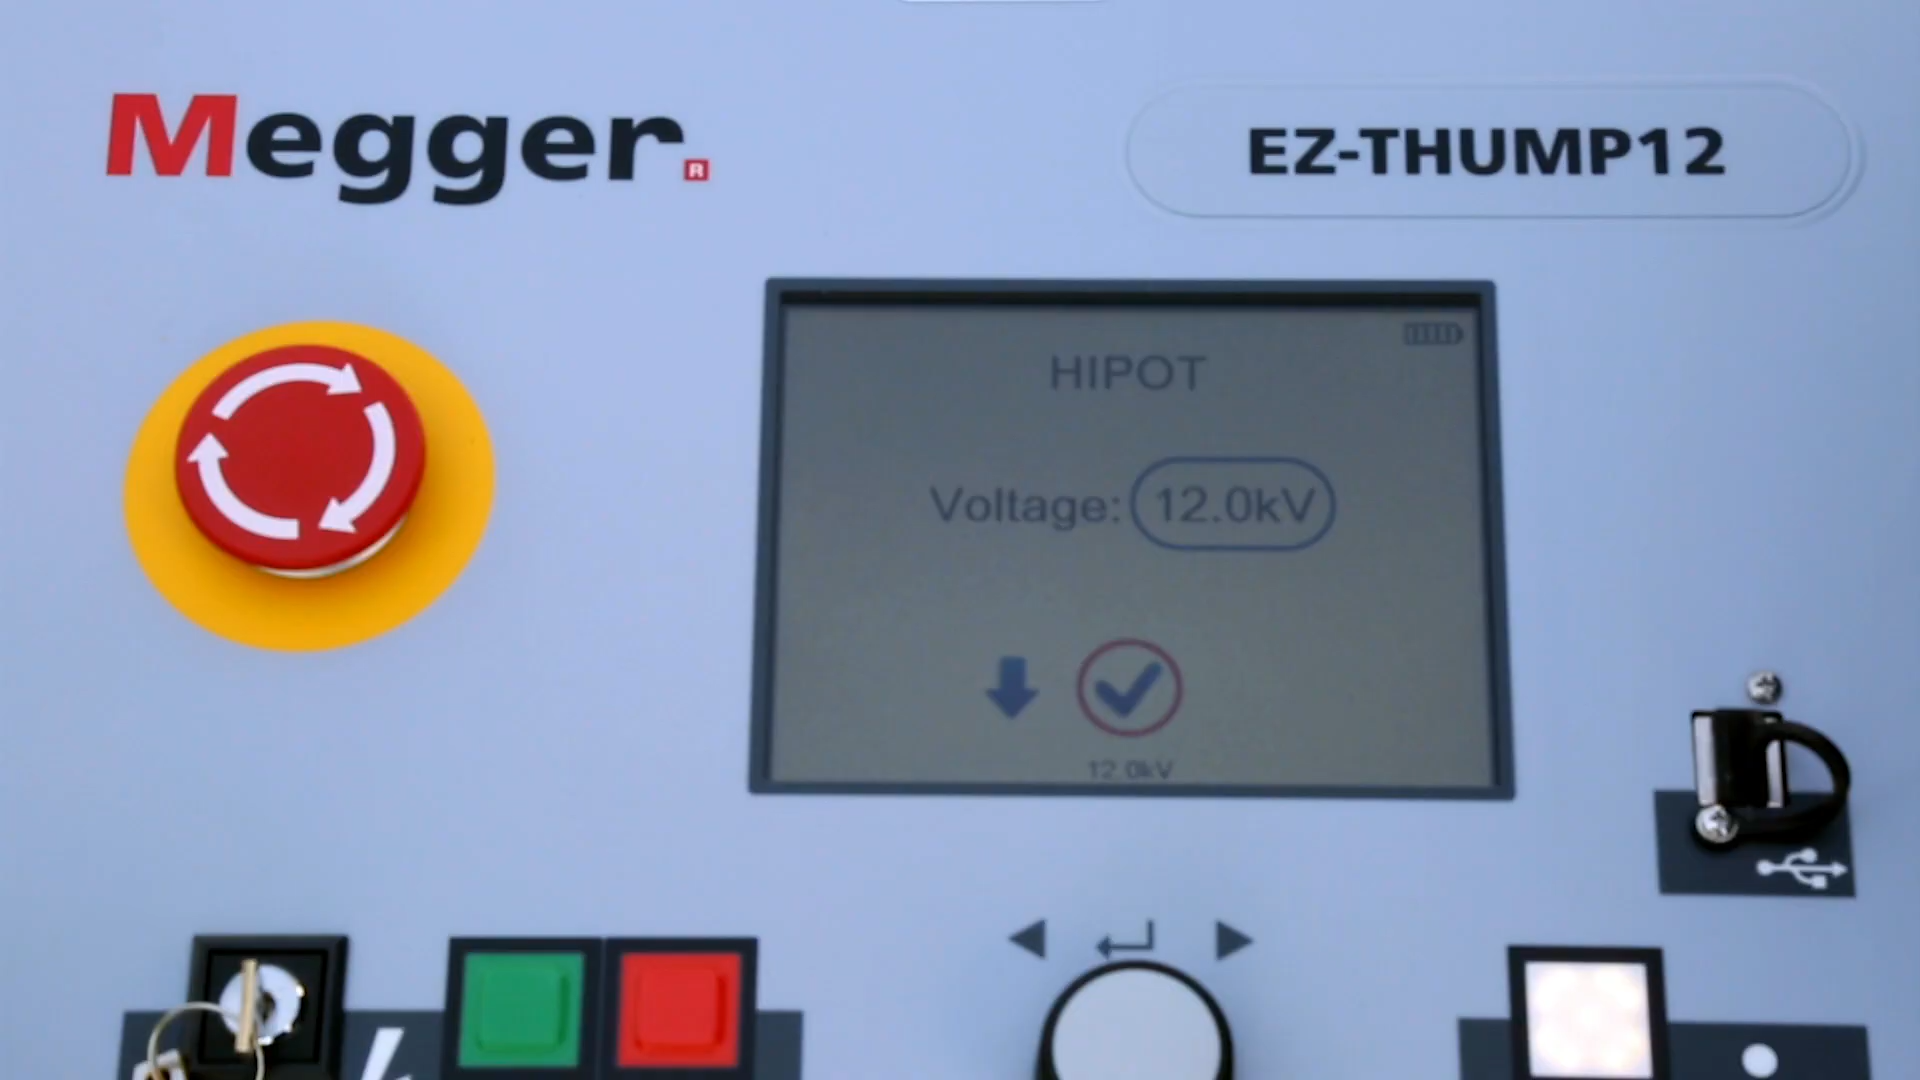 Megger®
EZ-THUMP12
HIPOT
Voltage: 12.0kV
12.0kV